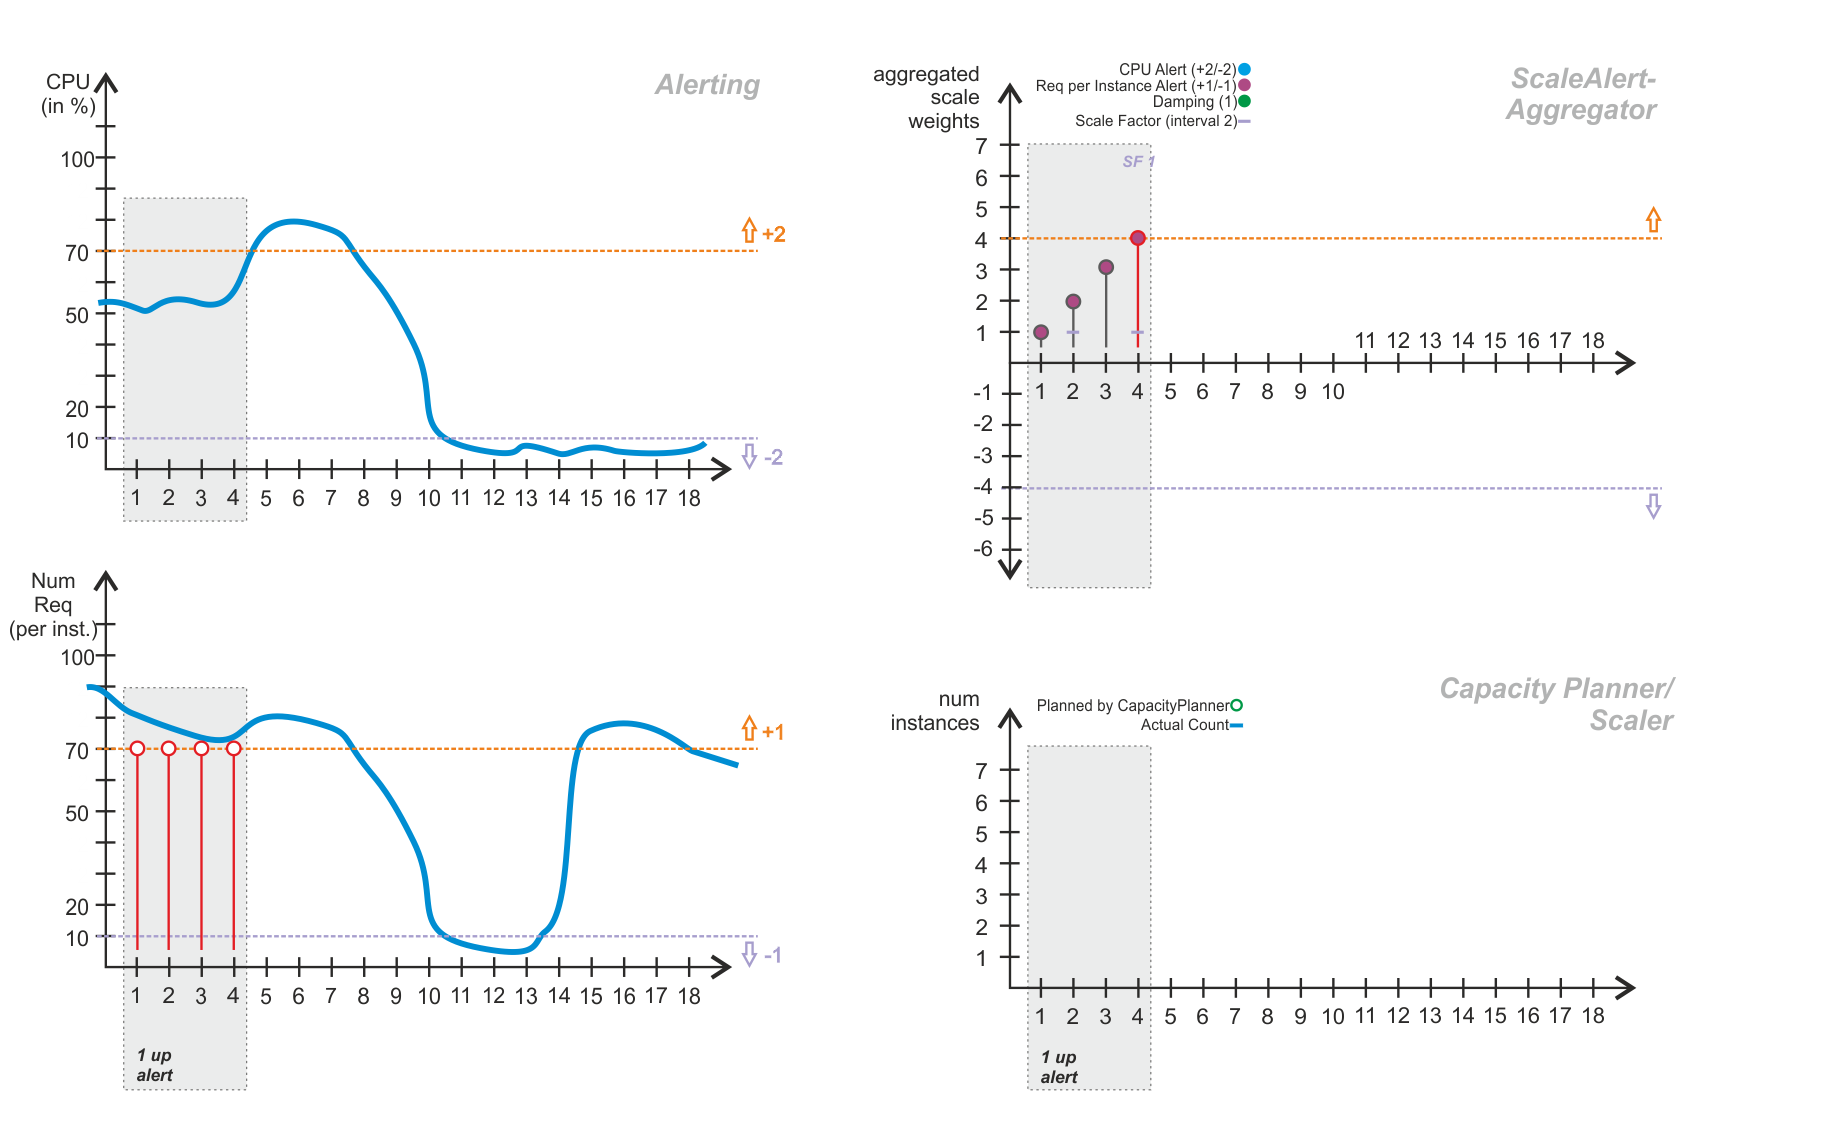 CPU
(in %)
Alerting
100
70
50
20
10
+2
-2
1 2 3 4 5 6 7 8 9 10 11 12 13 14 15 16 17 18
Num
Req
(per inst.)
100
70
50
20
10
+1
-1
1 2 3 4 5 6 7 8 9 10 11 12 13 14 15 16 17 18
1 up
alert
aggregated
scale
weights
CPU Alert (+2/-2)
Req per Instance Alert (+1/-1)
Damping (1)
Scale Factor (interval 2)
ScaleAlert-
Aggregator
SF 1
7
6
5
4
3
2
1
11 12 13 14 15 16 17 18
1 2 3 4 5 6 7 8 9 10
-1
-2
-3
-4
-5
-6
num
instances
Planned by CapacityPlanner
Actual Count
Capacity Planner/
Scaler
7
6
5
4
3
2
1
1 2 3 4 5 6 7 8 9 10 11 12 13 14 15 16 17 18
1 up
alert